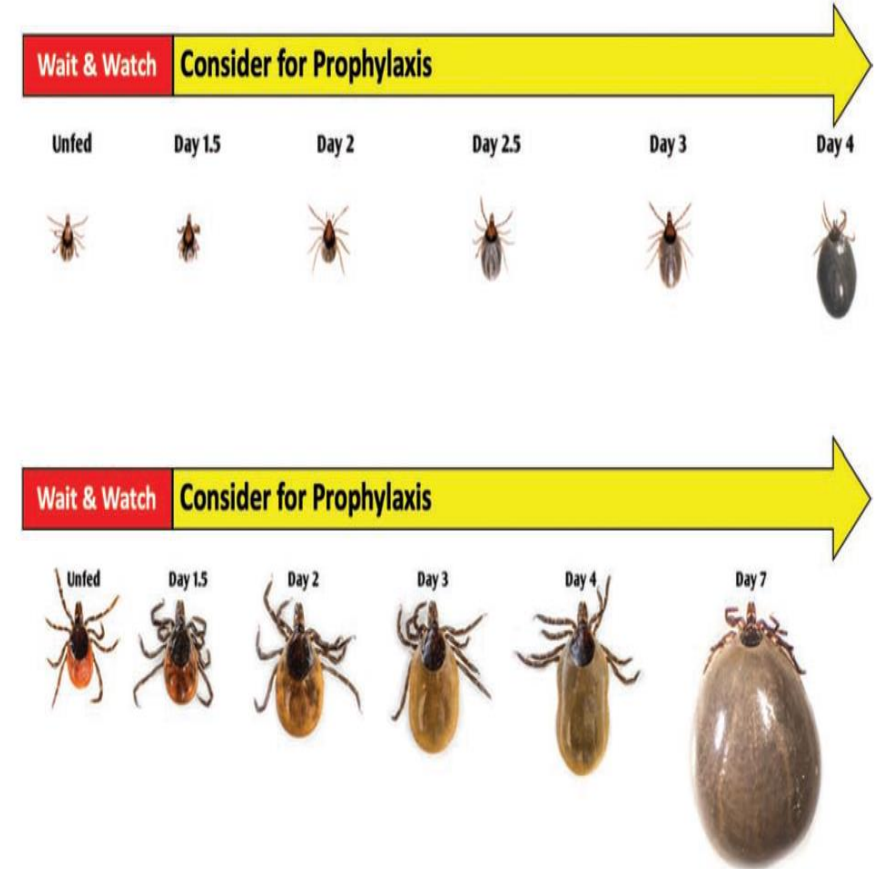 Wait & Watch Consider for Prophylaxis
Unfed Day 1.5 Day 2 Day 2.5 Day 3 Day 4
Wait & Watch Consider for Prophylaxis
Unfed Day 1.5 Day 2 Day 3 Day 4 Day 7